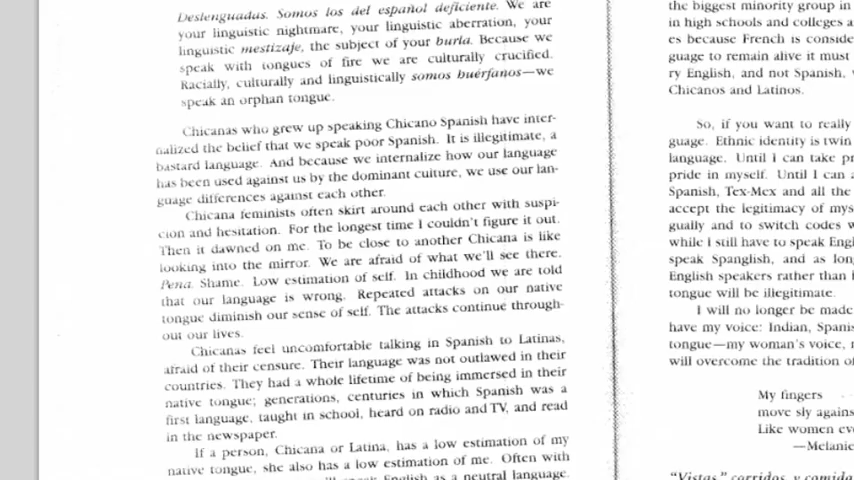 Deslenguadas. Somos los del español deficiente. We are
your linguistic nightmare, your linguistic aberration, your
linguistic mestizaje, the subject of your burla. Because we
speak with tongues of fire we are culturally crucified.
Racially, culturally and linguistically somos huérfanos—we
speak an orphan tongue.
Chicanas who grew up speaking Chicano Spanish have inter-
nalized the belief that we speak poor Spanish. It is illegitimate, a
bastard language. And because we internalize how our language
has been used against us by the dominant culture, we use our lan-
guage differences against each other.
Chicana feminists often skirt around each other with suspi-
cion and hesitation. For the longest time I couldn't figure it out.
Then it dawned on me. To be close to another Chicana is like
looking into the mirror. We are afraid of what we'll see there.
Pena. Shame. Low estimation of self. In childhood we are told
that our language is wrong. Repeated attacks on our native
tongue diminish our sense of self. The attacks continue through-
out our lives.
Chicanas feel uncomfortable talking in Spanish to Latinas,
afraid of their censure. Their language was not outlawed in their
countries. They had a whole lifetime of being immersed in their
native tongue; generations, centuries in which Spanish was a
first language, taught in school, heard on radio and TV, and read
in the newspaper.
If a person, Chicana or Latina, has a low estimation of my
native tongue, she also has a low estimation of me. Often with
English as a neutral language.
the biggest minority group in
in high schools and colleges a
es because French is conside
guage to remain alive it must
ry English, and not Spanish,
Chicanos and Latinos.
So, if you want to really
guage. Ethnic identity is twin
language. Until I can take pr
pride in myself. Until I can a
Spanish, Tex-Mex and all the
accept the legitimacy of mys
gually and to switch codes w
while I still have to speak Engl
speak Spanglish, and as long
English speakers rather than
tongue will be illegitimate.
I will no longer be made
have my voice: Indian, Spanis
tongue—my woman's voice,
will overcome the tradition o
My fingers
move sly agains
Like women eve
—Melanie
"Vistas" corridos, y comida